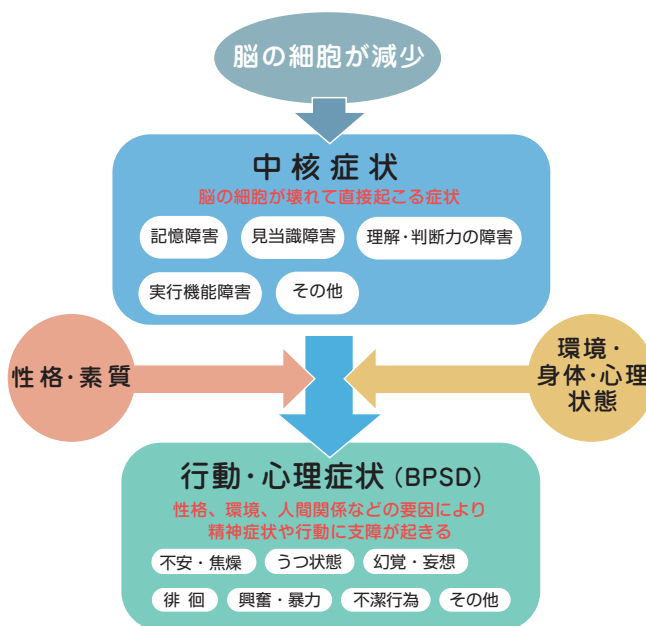 脳の細胞が減少
中核症状
脳の細胞が壊れて直接起こる症状
記憶障害
見当識障害
理解・判断力の障害
実行機能障害
その他
性格・素質
環境・
身体・心理
状態
行動・心理症状(BPSD)
性格、環境、人間関係などの要因により
精神症状や行動に支障が起きる
不安・焦燥
うつ状態
幻覚・妄想
徘徊
興奮・暴力
不潔行為
その他